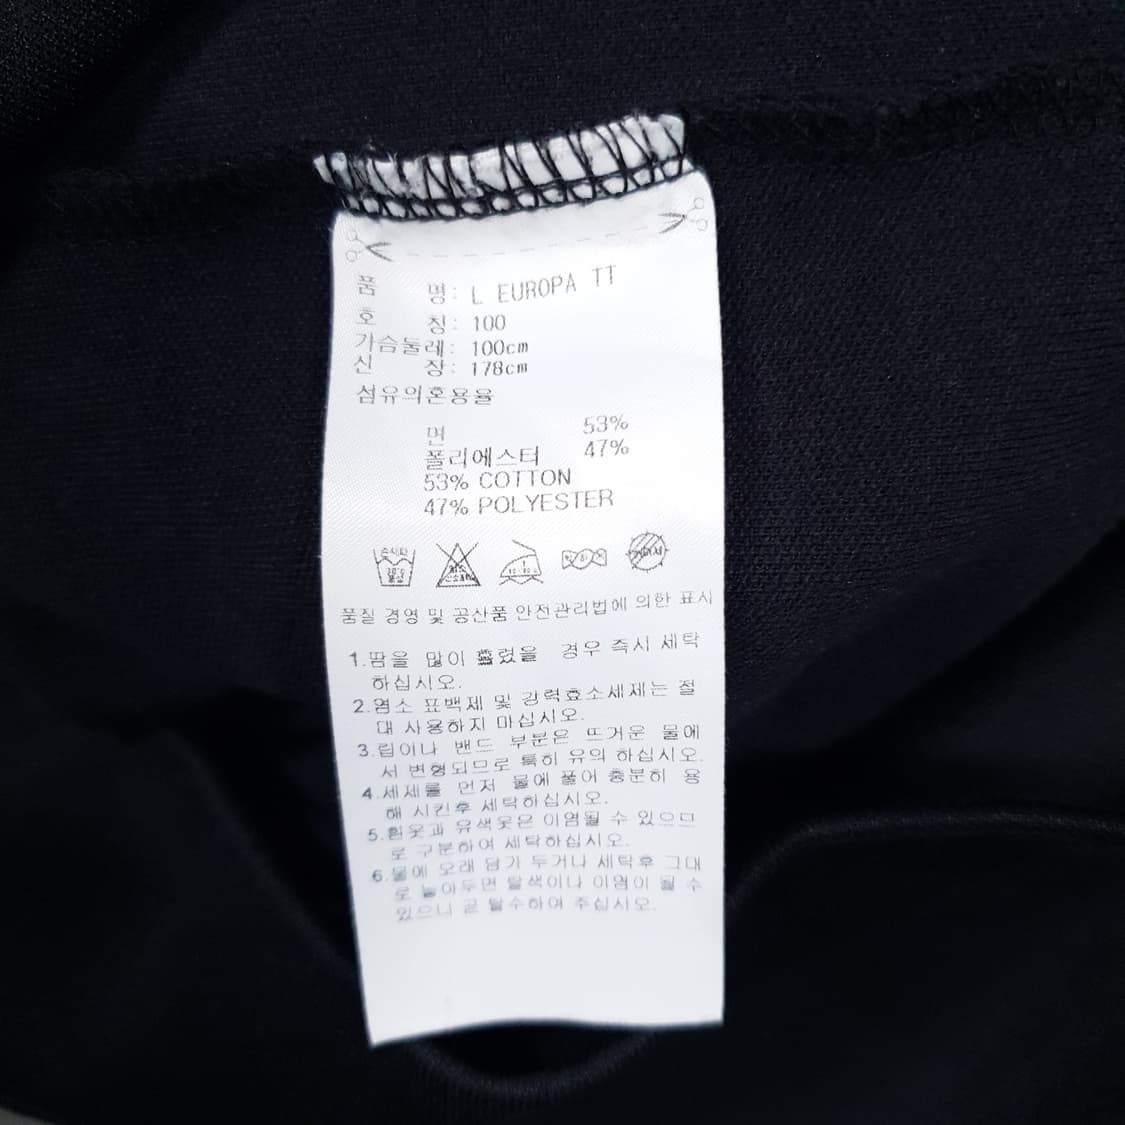 품 명: L EUROPA TT
호 칭: 100
가슴둘레: 100cm
신 장: 178cm
섬유의혼용율
면 53%
폴리에스터 47%
53% COTTON
47% POLYESTER
품질 경영 및 공산품 안전관리법에 의한 표시
1.땀을 많이 흘렸을 경우 즉시 세탁
하십시오.
2.염소 표백제 및 강력효소세제는 절
대 사용하지 마십시오.
3.립이나 밴드 부분은 뜨거운 물에
서 변형되므로 특히 유의 하십시오.
4.세제를 먼저 물에 풀어 충분히 용
해 시킨후 세탁하십시오.
5.흰옷과 유색옷은 이염될 수 있으므
로 구분하여 세탁하십시오.
6.물에 오래 담가 두거나 세탁후 그대
로 놓아두면 탈색이나 이염이 될 수
있으니 곧 탈수하여 주십시오.